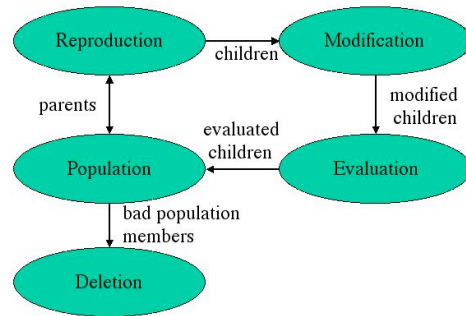 Reproduction
children
Modification
parents
modified
children
evaluated
children
Population
Evaluation
bad population
members
Deletion